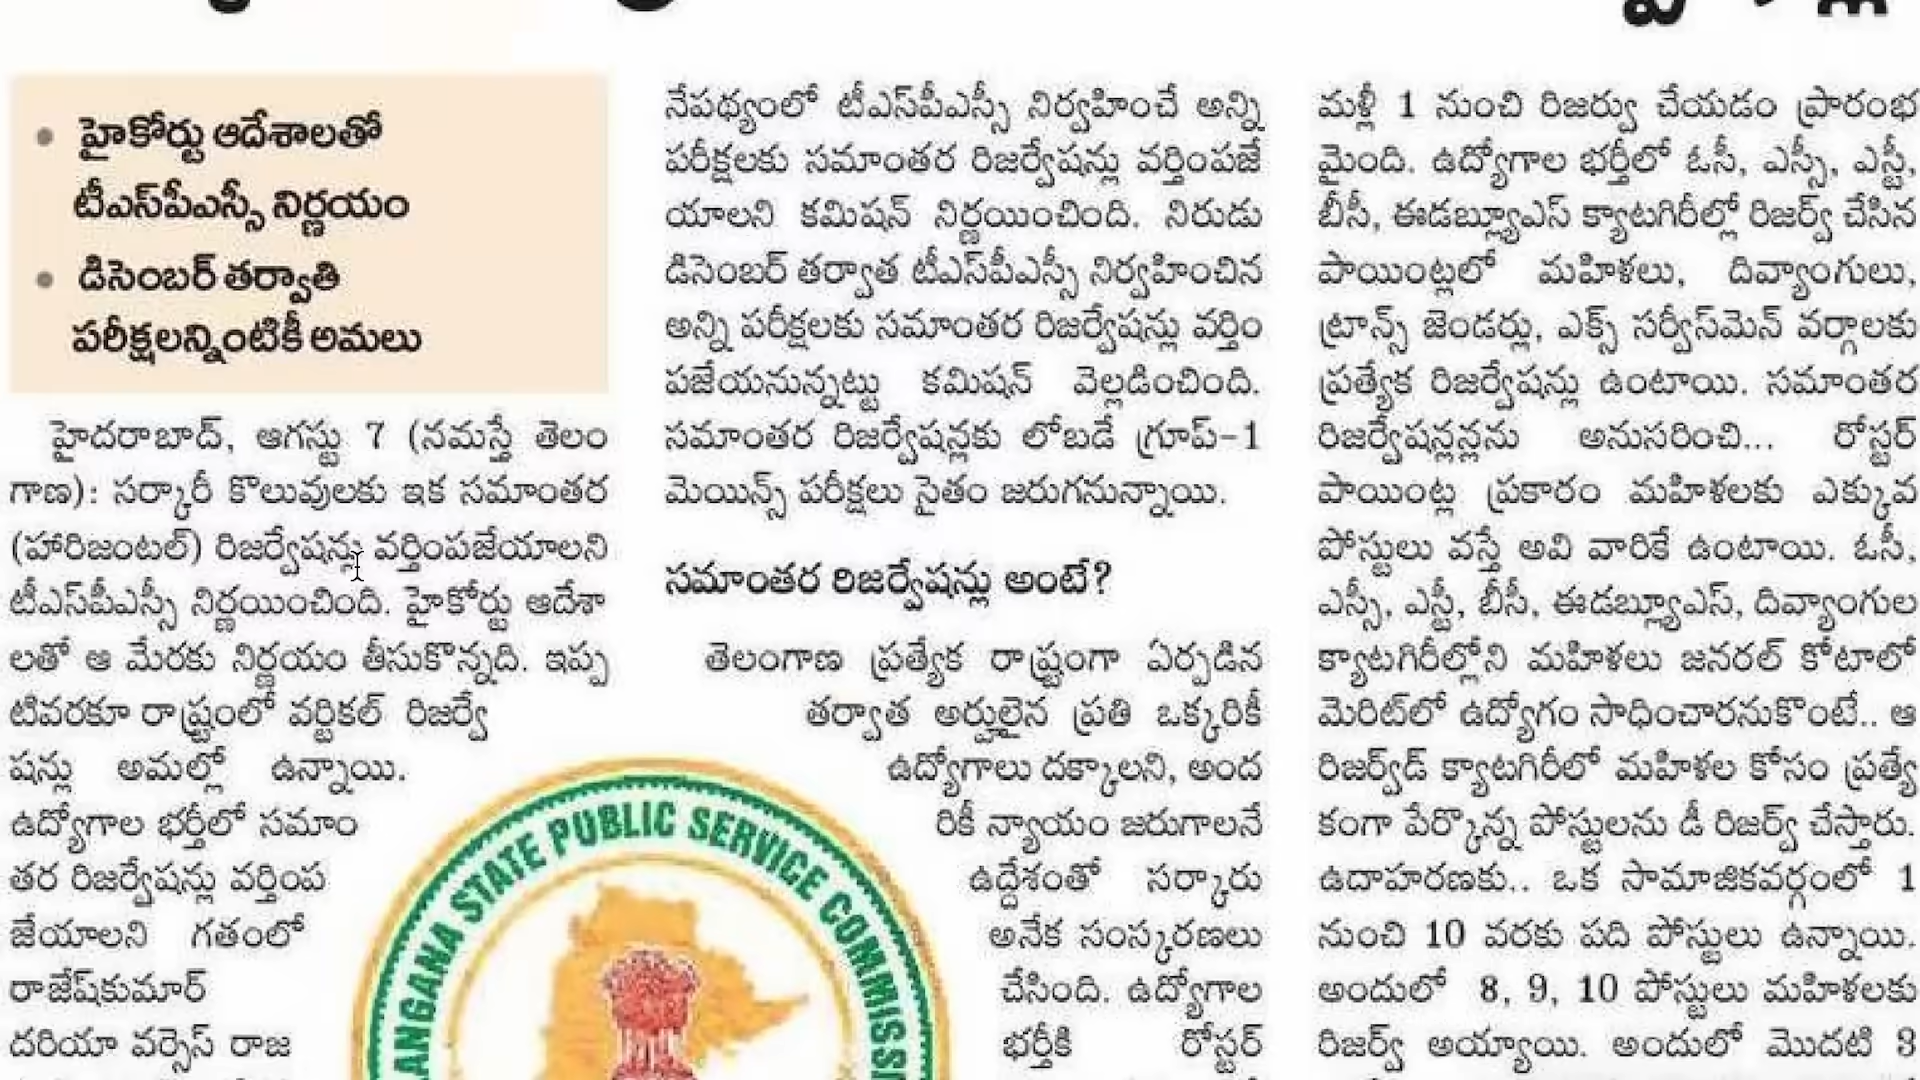 హైకోర్టు ఆదేశాలతో
టీఎస్‌పీఎస్సీ నిర్ణయం
డిసెంబర్ తర్వాతి
పరీక్షలన్నింటికీ అమలు
హైదరాబాద్, ఆగస్టు 7 (నమస్తే తెలం
గాణ): సర్కారీ కొలువులకు ఇక సమాంతర
(హారిజంటల్) రిజర్వేషన్లు వర్తింపజేయాలని
టీఎస్‌పీఎస్సీ నిర్ణయించింది. హైకోర్టు ఆదేశా
లతో ఆ మేరకు నిర్ణయం తీసుకొన్నది. ఇప్ప
టివరకూ రాష్ట్రంలో వర్టికల్ రిజర్వే
షన్లు అమల్లో ఉన్నాయి.
ఉద్యోగాల భర్తీలో సమాం
తర రిజర్వేషన్లు వర్తింప
జేయాలని గతంలో
రాజేష్‌కుమార్
దరియా వర్సెస్ రాజ
నేపథ్యంలో టీఎస్‌పీఎస్సీ నిర్వహించే అన్ని
పరీక్షలకు సమాంతర రిజర్వేషన్లు వర్తింపజే
యాలని కమిషన్ నిర్ణయించింది. నిరుడు
డిసెంబర్ తర్వాత టీఎస్‌పీఎస్సీ నిర్వహించిన
అన్ని పరీక్షలకు సమాంతర రిజర్వేషన్లు వర్తిం
పజేయనున్నట్టు కమిషన్ వెల్లడించింది.
సమాంతర రిజర్వేషన్లకు లోబడే గ్రూప్-1
మెయిన్స్ పరీక్షలు సైతం జరుగనున్నాయి.
సమాంతర రిజర్వేషన్లు అంటే?
తెలంగాణ ప్రత్యేక రాష్ట్రంగా ఏర్పడిన
తర్వాత అర్హులైన ప్రతి ఒక్కరికీ
ఉద్యోగాలు దక్కాలని, అంద
రికీ న్యాయం జరుగాలనే
ఉద్దేశంతో సర్కారు
అనేక సంస్కరణలు
చేసింది. ఉద్యోగాల
భర్తీకి రోస్టర్
ANGANA STATE PUBLIC SERVICE COMMISSI
మళ్లీ 1 నుంచి రిజర్వు చేయడం ప్రారంభ
మైంది. ఉద్యోగాల భర్తీలో ఓసీ, ఎస్సీ, ఎస్టీ,
బీసీ, ఈడబ్ల్యూఎస్ క్యాటగిరీల్లో రిజర్వ్ చేసిన
పాయింట్లలో మహిళలు, దివ్యాంగులు,
ట్రాన్స్ జెండర్లు, ఎక్స్ సర్వీస్‌మెన్ వర్గాలకు
ప్రత్యేక రిజర్వేషన్లు ఉంటాయి. సమాంతర
రిజర్వేషన్లన్లను అనుసరించి... రోస్టర్
పాయింట్ల ప్రకారం మహిళలకు ఎక్కువ
పోస్టులు వస్తే అవి వారికే ఉంటాయి. ఓసీ,
ఎస్సీ, ఎస్టీ, బీసీ, ఈడబ్ల్యూఎస్, దివ్యాంగుల
క్యాటగిరీల్లోని మహిళలు జనరల్ కోటాలో
మెరిట్‌లో ఉద్యోగం సాధించారనుకొంటే.. ఆ
రిజర్వ్‌డ్ క్యాటగిరీలో మహిళల కోసం ప్రత్యే
కంగా పేర్కొన్న పోస్టులను డీ రిజర్వ్ చేస్తారు.
ఉదాహరణకు.. ఒక సామాజికవర్గంలో 1
నుంచి 10 వరకు పది పోస్టులు ఉన్నాయి.
అందులో 8, 9, 10 పోస్టులు మహిళలకు
రిజర్వ్ అయ్యాయి. అందులో మొదటి 3